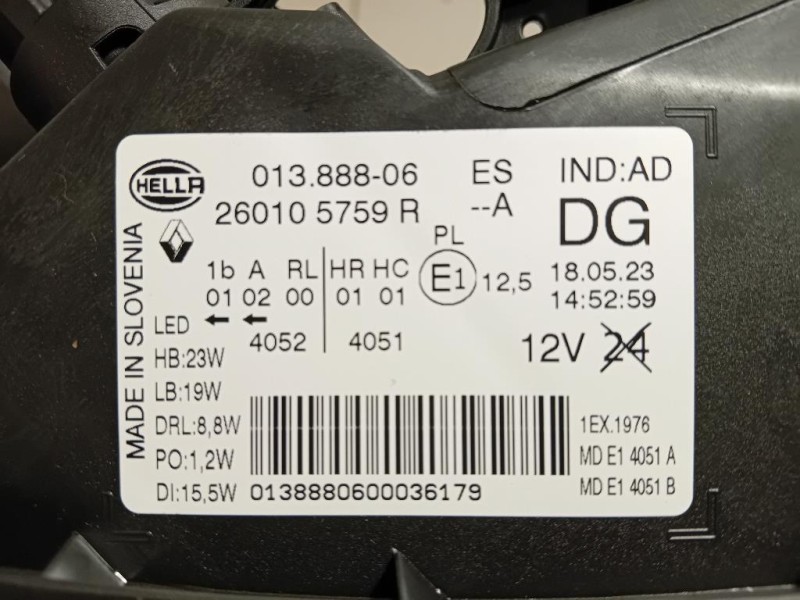 HELLA
013.888-06 ES IND:AD
26010 5759 R --A DG
PL
1b A RL HR HC E1 12,5 18.05.23
01 02 00 01 01 14:52:59
LED ← ←
4052 4051 12V 24
HB:23W
LB:19W
DRL:8,8W 1EX.1976
PO:1,2W MD E1 4051 A
DI:15,5W 0138880600036179 MD E1 4051 B
MADE IN SLOVENIA